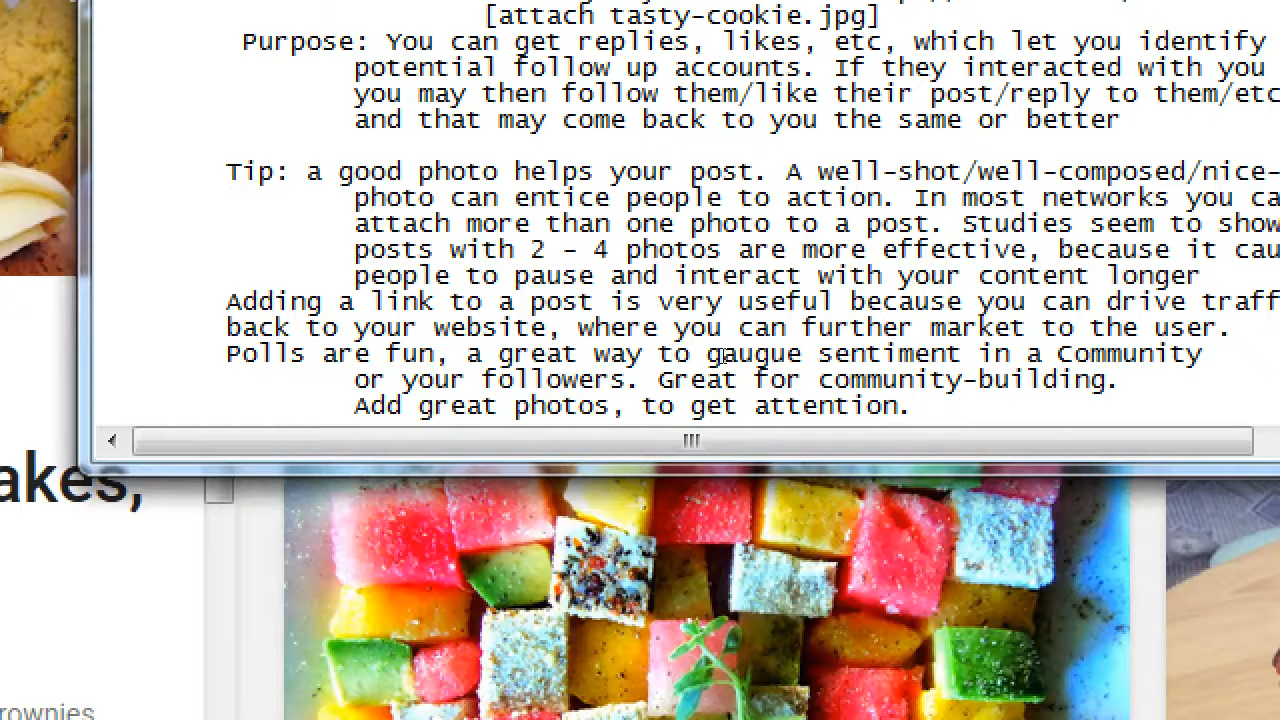 [attach tasty-cookie.jpg]
Purpose: You can get replies, likes, etc, which let you identify
potential follow up accounts. If they interacted with you
you may then follow them/like their post/reply to them/etc
and that may come back to you the same or better
Tip: a good photo helps your post. A well-shot/well-composed/nice-
photo can entice people to action. In most networks you ca
attach more than one photo to a post. Studies seem to show
posts with 2 - 4 photos are more effective, because it cau
people to pause and interact with your content longer
Adding a link to a post is very useful because you can drive traff
back to your website, where you can further market to the user.
Polls are fun, a great way to gaugue sentiment in a Community
or your followers. Great for community-building.
Add great photos, to get attention.
akes,
rownies